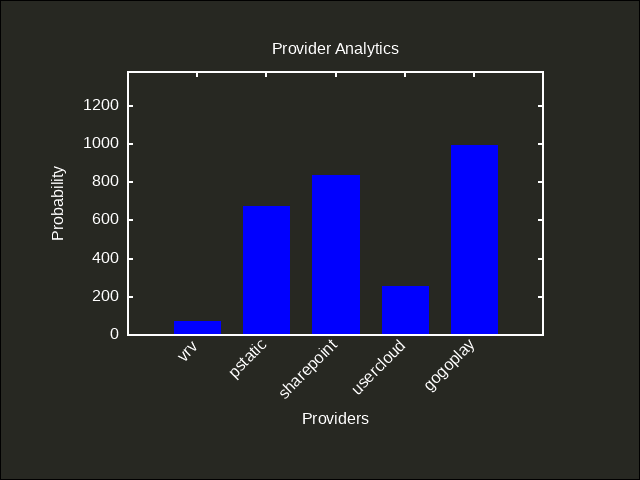 Provider Analytics
1200
1000
800
600
400
200
0
Probability
vrv
pstatic
sharepoint
usercloud
gogoplay
Providers